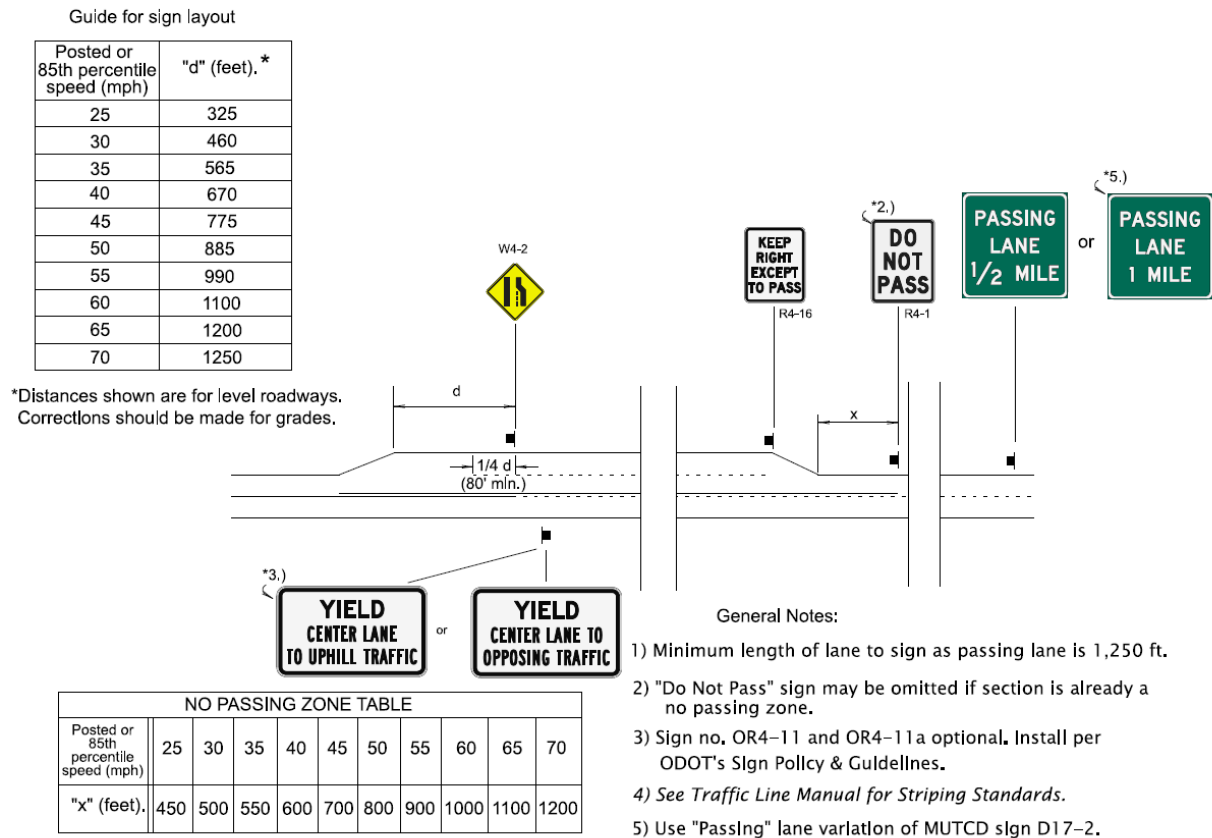 Guide for sign layout
Posted or
85th percentile
speed (mph)
"d" (feet).*
25 325
30 460
35 565
40 670
45 775
50 885
55 990
60 1100
65 1200
70 1250
*Distances shown are for level roadways.
Corrections should be made for grades.
W4-2
KEEP
RIGHT
EXCEPT
TO PASS
R4-16
*2.)
DO
NOT
PASS
R4-1
PASSING
LANE
1/2 MILE
or
*5.)
PASSING
LANE
1 MILE
d
x
1/4 d
(80' min.)
*3.)
YIELD
CENTER LANE
TO UPHILL TRAFFIC
or
YIELD
CENTER LANE TO
OPPOSING TRAFFIC
NO PASSING ZONE TABLE
Posted or
85th
percentile
speed (mph)
25 30 35 40 45 50 55 60 65 70
"x" (feet). 450 500 550 600 700 800 900 1000 1100 1200
General Notes:
1) Minimum length of lane to sign as passing lane is 1,250 ft.
2) "Do Not Pass" sign may be omitted if section is already a
no passing zone.
3) Sign no. OR4-11 and OR4-11a optional. Install per
ODOT's Sign Policy & Guidelines.
4) See Traffic Line Manual for Striping Standards.
5) Use "Passing" lane variation of MUTCD sign D17-2.